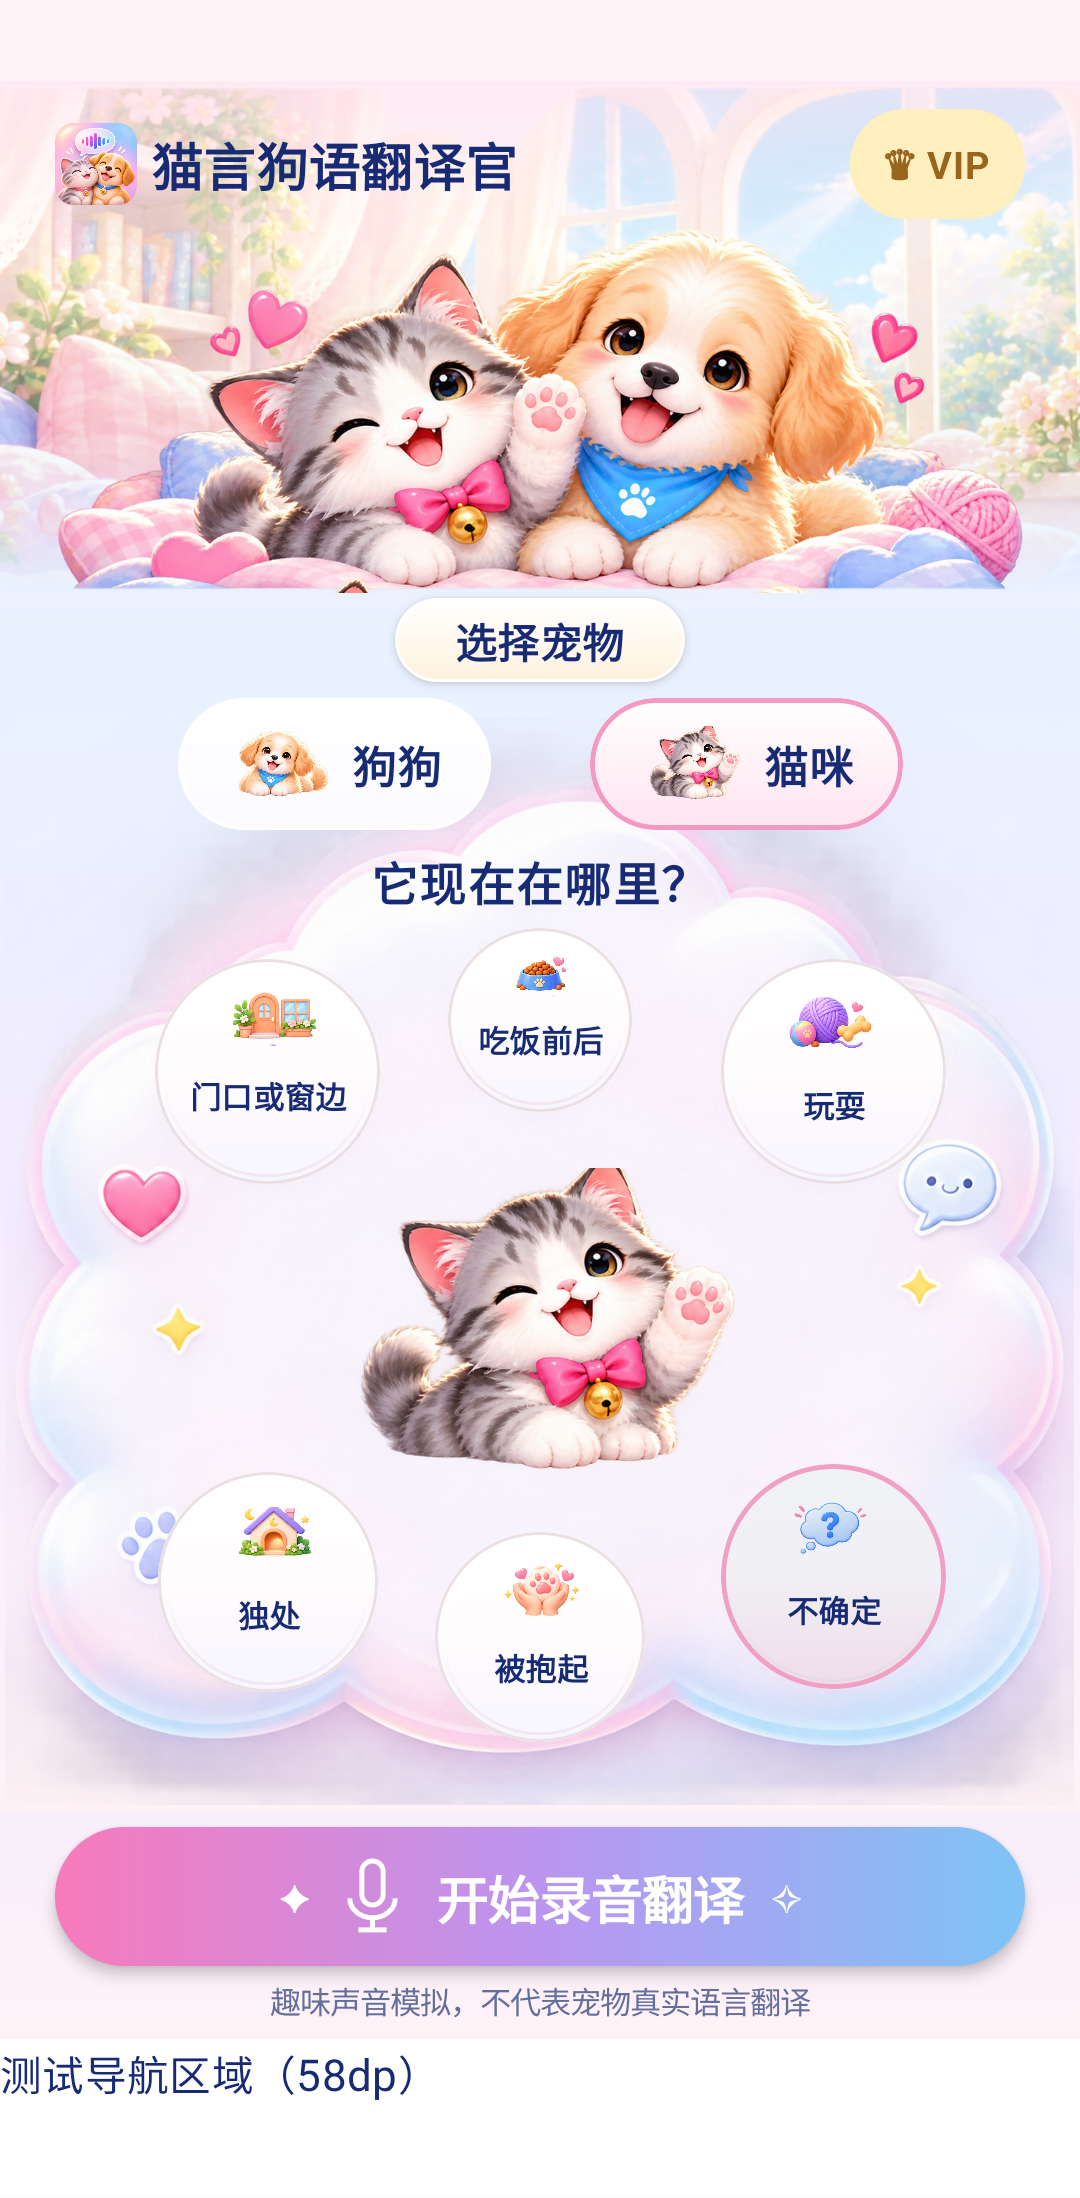 猫言狗语翻译官
VIP
选择宠物
狗狗
猫咪
它现在在哪里？
吃饭前后
门口或窗边
玩耍
独处
被抱起
不确定
开始录音翻译
趣味声音模拟，不代表宠物真实语言翻译
测试导航区域（58dp）